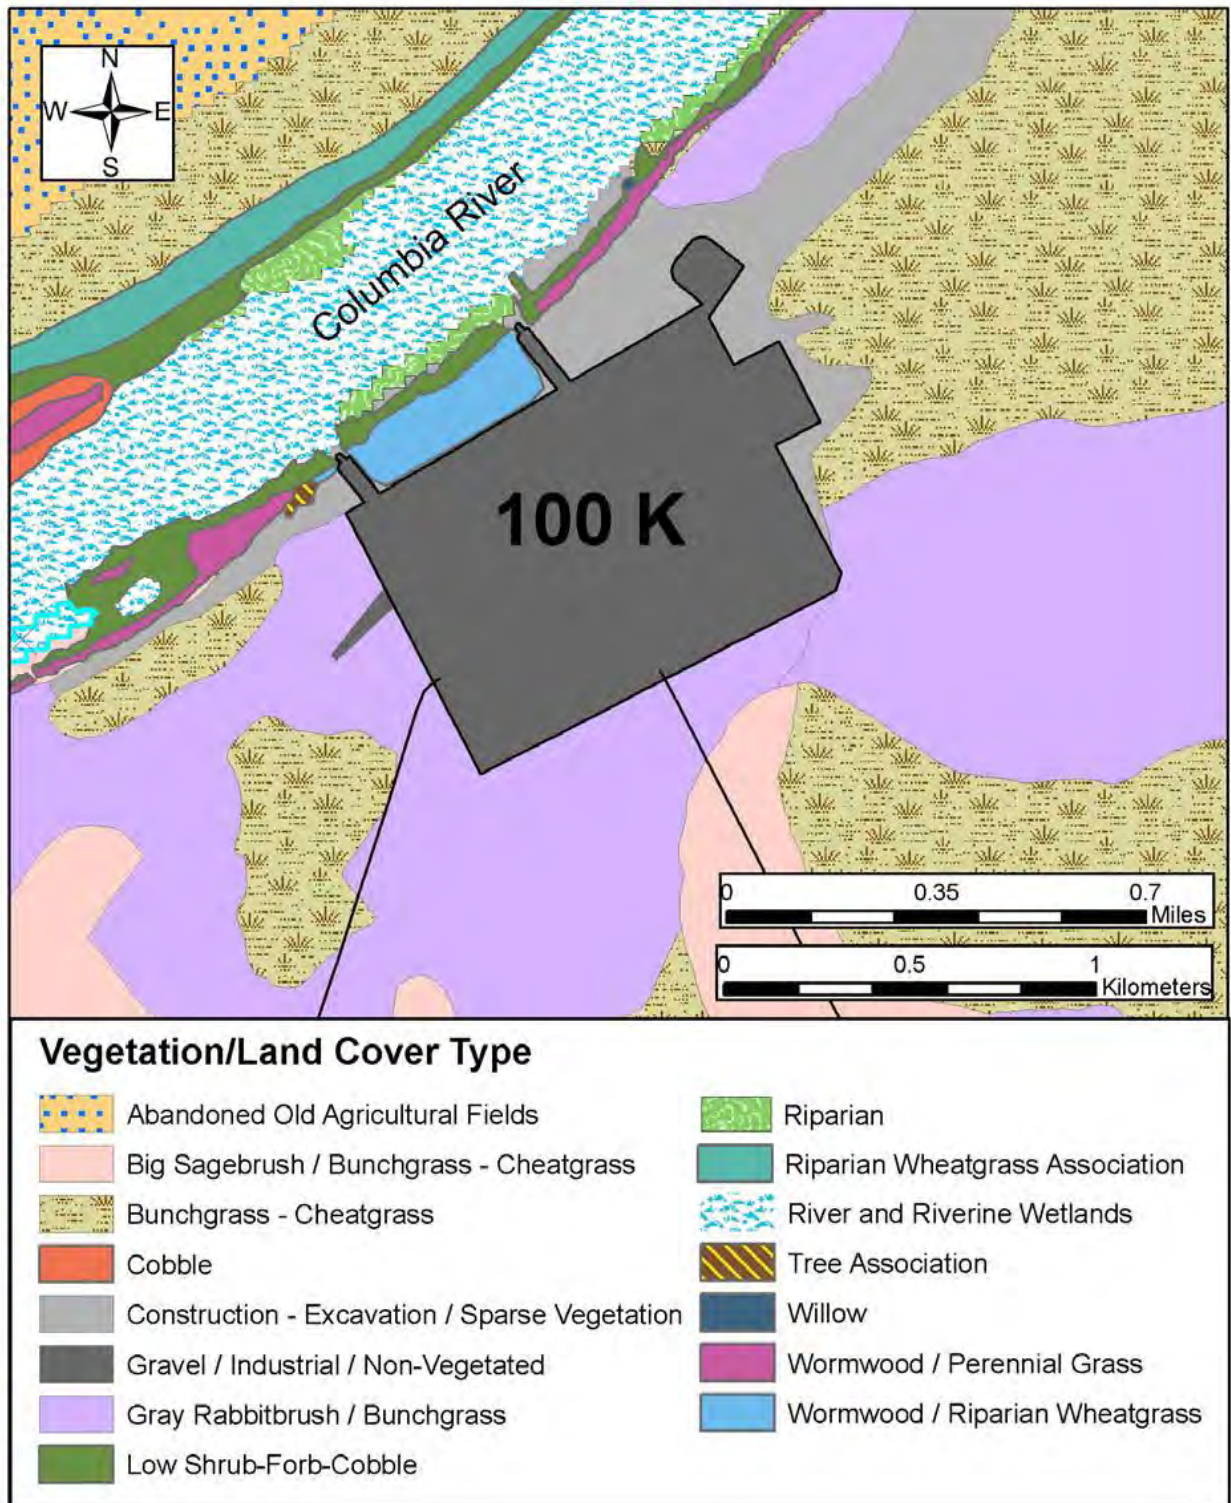 N
W E
S
Columbia River
100 K
0 0.35 0.7
Miles
0 0.5 1
Kilometers
Vegetation/Land Cover Type
Abandoned Old Agricultural Fields
Big Sagebrush / Bunchgrass - Cheatgrass
Bunchgrass - Cheatgrass
Cobble
Construction - Excavation / Sparse Vegetation
Gravel / Industrial / Non-Vegetated
Gray Rabbitbrush / Bunchgrass
Low Shrub-Forb-Cobble
Riparian
Riparian Wheatgrass Association
River and Riverine Wetlands
Tree Association
Willow
Wormwood / Perennial Grass
Wormwood / Riparian Wheatgrass